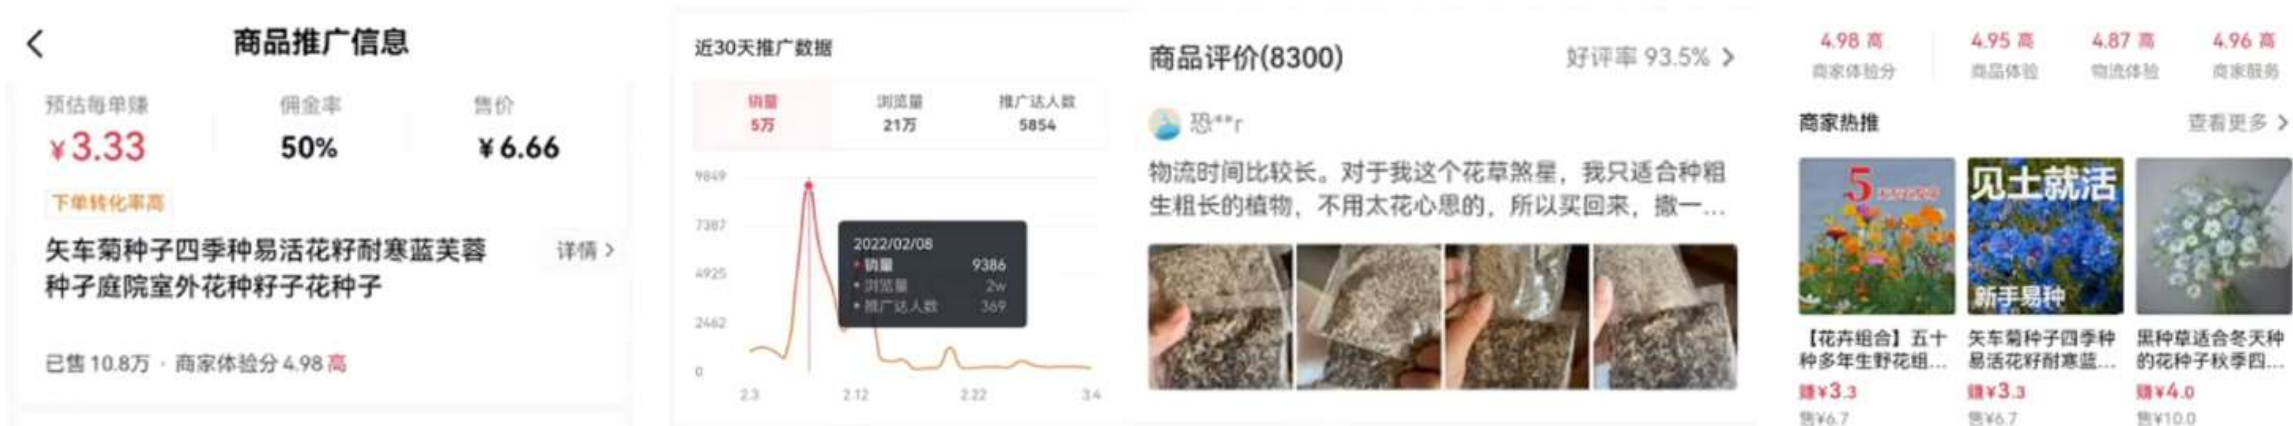 商品推广信息
预估每单赚
佣金率
售价
¥3.33
50%
¥6.66
下单转化率高
矢车菊种子四季种易活花籽耐寒蓝芙蓉
种子庭院室外花种籽子花种子
详情
已售 10.8万 · 商家体验分 4.98 高
近30天推广数据
销量
浏览量
推广达人数
5万
21万
5854
9849
7387
4925
2462
0
2022/02/08
销量 9386
浏览量 2w
推广达人数 369
2.3
2.12
2.22
3.4
商品评价(8300)
好评率 93.5%
恐**r
物流时间比较长。对于我这个花草煞星，我只适合种粗
生粗长的植物，不用太花心思的，所以买回来，撒一...
4.98 高
4.95 高
4.87 高
4.96 高
商家体验分
商品体验
物流体验
商家服务
商家热推
查看更多
5
见土就活
新手易种
【花卉组合】五十
种多年生野花组...
赚¥3.3
售¥6.7
矢车菊种子四季种
易活花籽耐寒蓝...
赚¥3.3
售¥6.7
黑种草适合冬天种
的花种子秋季四...
赚¥4.0
售¥10.0